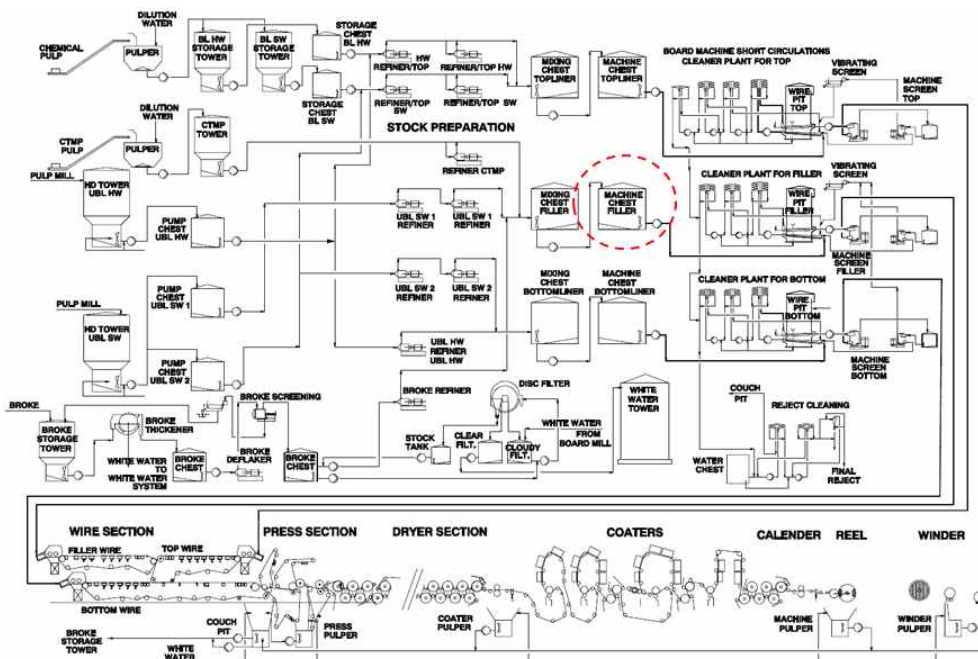 DILUTION
WATER
CHEMICAL
PULP
PULPER
BL HW
STORAGE
TOWER
BL SW
STORAGE
TOWER
STORAGE
CHEST
BL HW
STORAGE
CHEST
BL SW
HW
REFINER/TOP
REFINER/TOP HW
REFINER/TOP
SW
REFINER/TOP SW
MIXING
CHEST
TOPLINER
MACHINE
CHEST
TOPLINER
BOARD MACHINE SHORT CIRCULATIONS
CLEANER PLANT FOR TOP
VIBRATING
SCREEN
WIRE
PIT
TOP
MACHINE
SCREEN
TOP
DILUTION
WATER
CTMP
PULP
PULPER
CTMP
TOWER
STOCK PREPARATION
REFINER CTMP
PULP MILL
HD TOWER
UBL HW
PUMP
CHEST
UBL HW
UBL SW 1
REFINER
UBL SW 1
REFINER
MIXING
CHEST
FILLER
MACHINE
CHEST
FILLER
CLEANER PLANT FOR FILLER
VIBRATING
SCREEN
WIRE
PIT
FILLER
MACHINE
SCREEN
FILLER
PUMP
CHEST
UBL SW 1
UBL SW 2
REFINER
UBL SW 2
REFINER
MIXING
CHEST
BOTTOMLINER
MACHINE
CHEST
BOTTOMLINER
CLEANER PLANT FOR BOTTOM
WIRE
PIT
BOTTOM
MACHINE
SCREEN
BOTTOM
PULP MILL
HD TOWER
UBL SW
PUMP
CHEST
UBL SW 2
UBL HW
REFINER
UBL HW
BROKE
BROKE
STORAGE
TOWER
BROKE
THICKENER
WHITE WATER
TO
WHITE WATER
SYSTEM
BROKE
CHEST
BROKE SCREENING
BROKE
DEFLAKER
BROKE
CHEST
BROKE REFINER
DISC FILTER
STOCK
TANK
CLEAR
FILT.
CLOUDY
FILT.
WHITE WATER
FROM
BOARD MILL
WHITE
WATER
TOWER
COUCH
PIT
REJECT CLEANING
WATER
CHEST
FINAL
REJECT
WIRE SECTION
PRESS SECTION
DRYER SECTION
COATERS
CALENDER
REEL
WINDER
FILLER WIRE
TOP WIRE
BOTTOM WIRE
COUCH
PIT
BROKE
STORAGE
TOWER
WHITE
WATER
PRESS
PULPER
COATER
PULPER
MACHINE
PULPER
WINDER
PULPER